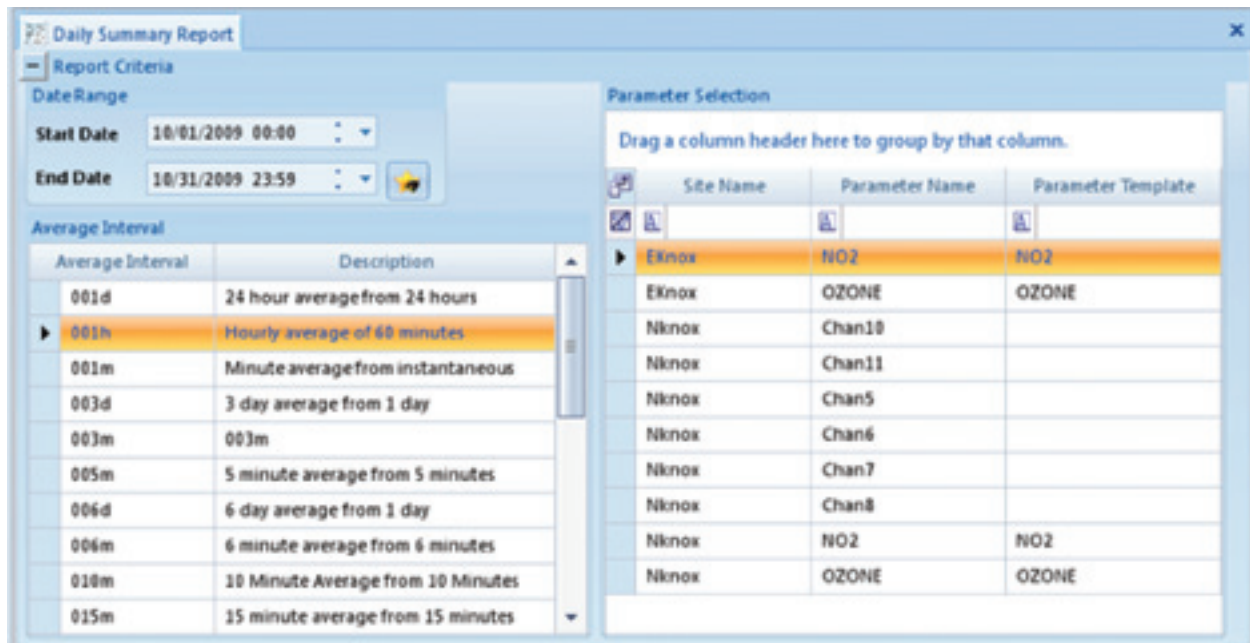 Daily Summary Report
Report Criteria
Date Range
Start Date 10/01/2009 00:00
End Date 10/31/2009 23:59
Average Interval
Average Interval Description
001d 24 hour average from 24 hours
001h Hourly average of 60 minutes
001m Minute average from instantaneous
003d 3 day average from 1 day
003m 003m
005m 5 minute average from 5 minutes
006d 6 day average from 1 day
006m 6 minute average from 6 minutes
010m 10 Minute Average from 10 Minutes
015m 15 minute average from 15 minutes
Parameter Selection
Drag a column header here to group by that column.
Site Name Parameter Name Parameter Template
A A A
EKnox NO2 NO2
EKnox OZONE OZONE
Nknox Chan10
Nknox Chan11
Nknox Chan5
Nknox Chan6
Nknox Chan7
Nknox Chan8
Nknox NO2 NO2
Nknox OZONE OZONE